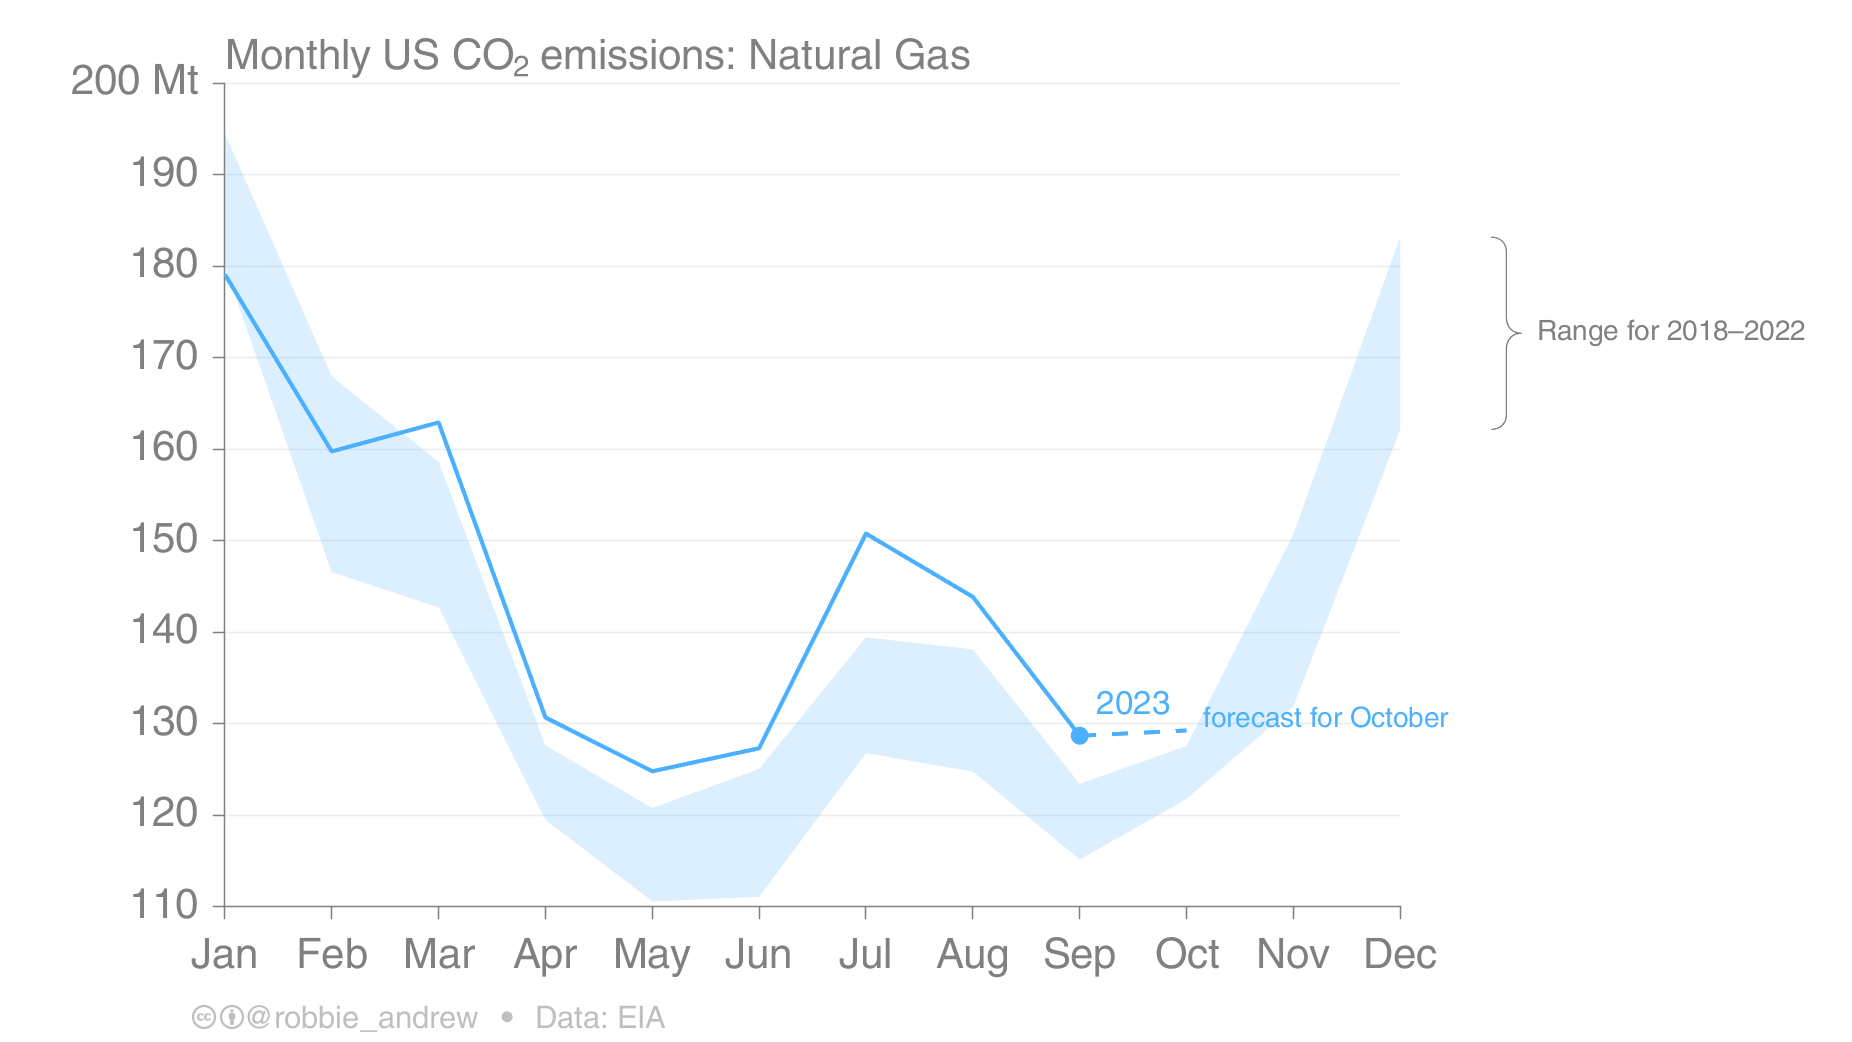 Monthly US CO₂ emissions: Natural Gas
200 Mt
190
180
170
160
150
140
130
120
110
Range for 2018–2022
2023
forecast for October
Jan Feb Mar Apr May Jun Jul Aug Sep Oct Nov Dec
@robbie_andrew • Data: EIA